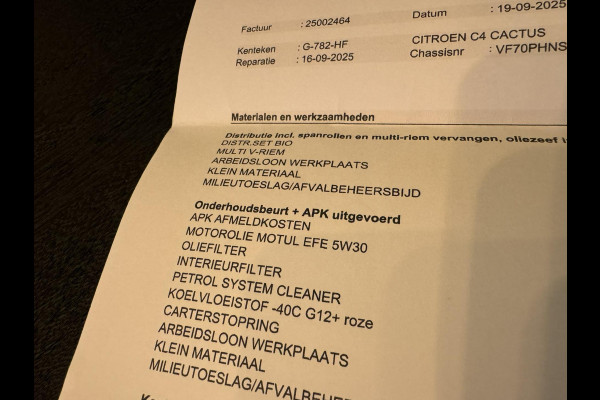 Factuur : 25002464
Datum : 19-09-2025
Kenteken : G-782-HF
CITROEN C4 CACTUS
Reparatie : 16-09-2025
Chassisnr : VF70PHNS
Materialen en werkzaamheden
Distributie incl. spanrollen en multi-riem vervangen, oliezeef
DISTR.SET BIO
MULTI V-RIEM
ARBEIDSLOON WERKPLAATS
KLEIN MATERIAAL
MILIEUTOESLAG/AFVALBEHEERSBIJD
Onderhoudsbeurt + APK uitgevoerd
APK AFMELDKOSTEN
MOTOROLIE MOTUL EFE 5W30
OLIEFILTER
INTERIEURFILTER
PETROL SYSTEM CLEANER
KOELVLOEISTOF -40C G12+ roze
CARTERSTOPRING
ARBEIDSLOON WERKPLAATS
KLEIN MATERIAAL
MILIEUTOESLAG/AFVALBEHE